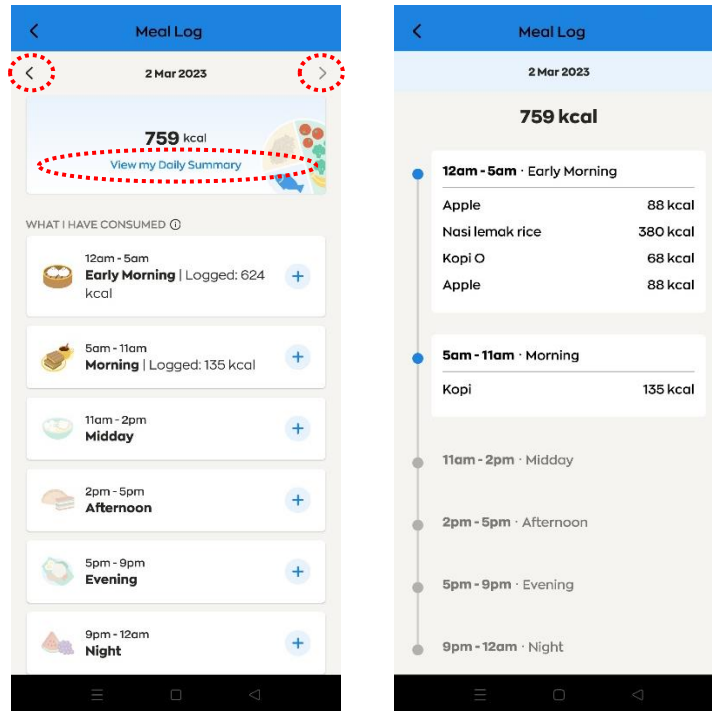 Meal Log
2 Mar 2023
759 kcal
View my Daily Summary
WHAT I HAVE CONSUMED
12am - 5am
Early Morning | Logged: 624
kcal
5am - 11am
Morning | Logged: 135 kcal
11am - 2pm
Midday
2pm - 5pm
Afternoon
5pm - 9pm
Evening
9pm - 12am
Night
Meal Log
2 Mar 2023
759 kcal
12am - 5am · Early Morning
Apple 88 kcal
Nasi lemak rice 380 kcal
Kopi O 68 kcal
Apple 88 kcal
5am - 11am · Morning
Kopi 135 kcal
11am - 2pm · Midday
2pm - 5pm · Afternoon
5pm - 9pm · Evening
9pm - 12am · Night